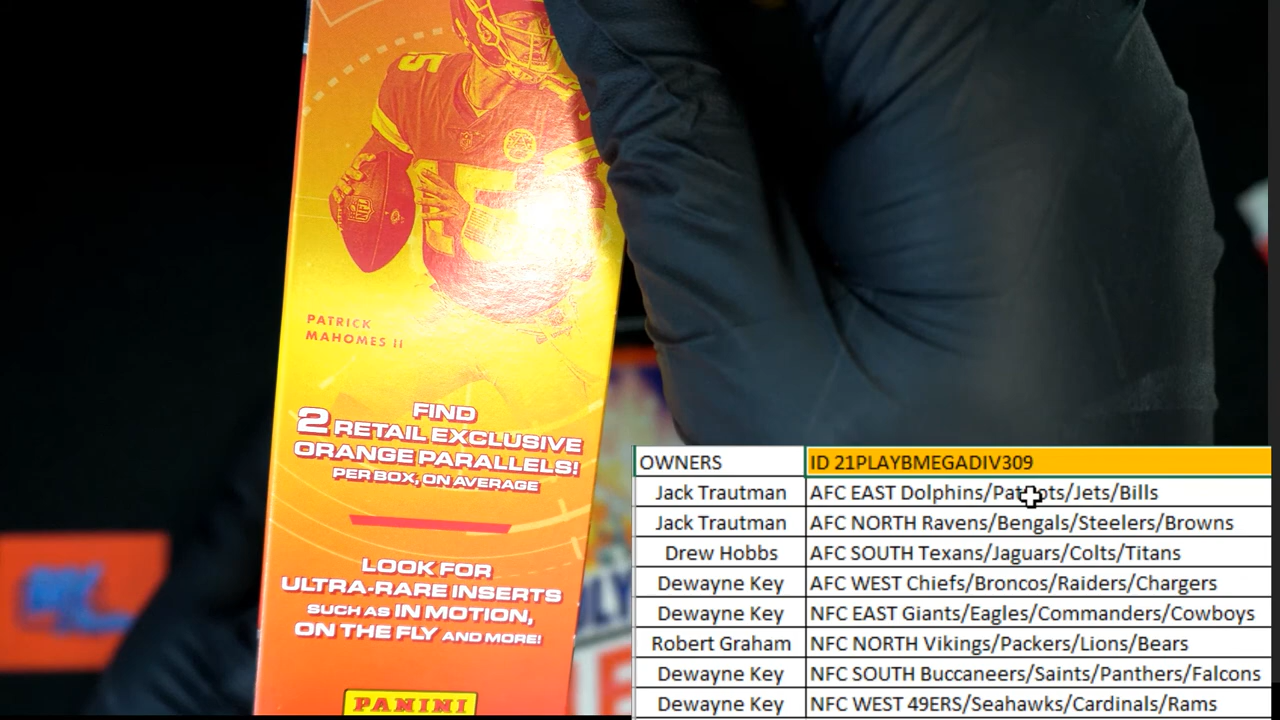 5
NFL
PATRICK
MAHOMES II
FIND
2 RETAIL EXCLUSIVE
ORANGE PARALLELS!
PER BOX, ON AVERAGE
LOOK FOR
ULTRA-RARE INSERTS
SUCH AS IN MOTION,
ON THE FLY AND MORE!
PANINI
OWNERS ID 21PLAYBMEGADIV309
Jack Trautman AFC EAST Dolphins/Patriots/Jets/Bills
Jack Trautman AFC NORTH Ravens/Bengals/Steelers/Browns
Drew Hobbs AFC SOUTH Texans/Jaguars/Colts/Titans
Dewayne Key AFC WEST Chiefs/Broncos/Raiders/Chargers
Dewayne Key NFC EAST Giants/Eagles/Commanders/Cowboys
Robert Graham NFC NORTH Vikings/Packers/Lions/Bears
Dewayne Key NFC SOUTH Buccaneers/Saints/Panthers/Falcons
Dewayne Key NFC WEST 49ERS/Seahawks/Cardinals/Rams